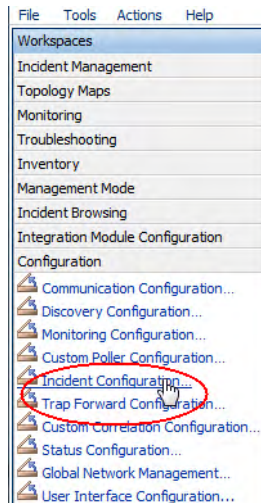 File Tools Actions Help
Workspaces
Incident Management
Topology Maps
Monitoring
Troubleshooting
Inventory
Management Mode
Incident Browsing
Integration Module Configuration
Configuration
Communication Configuration...
Discovery Configuration...
Monitoring Configuration...
Custom Poller Configuration...
Incident Configuration...
Trap Forward Configuration...
Custom Correlation Configuration...
Status Configuration...
Global Network Management...
User Interface Configuration...